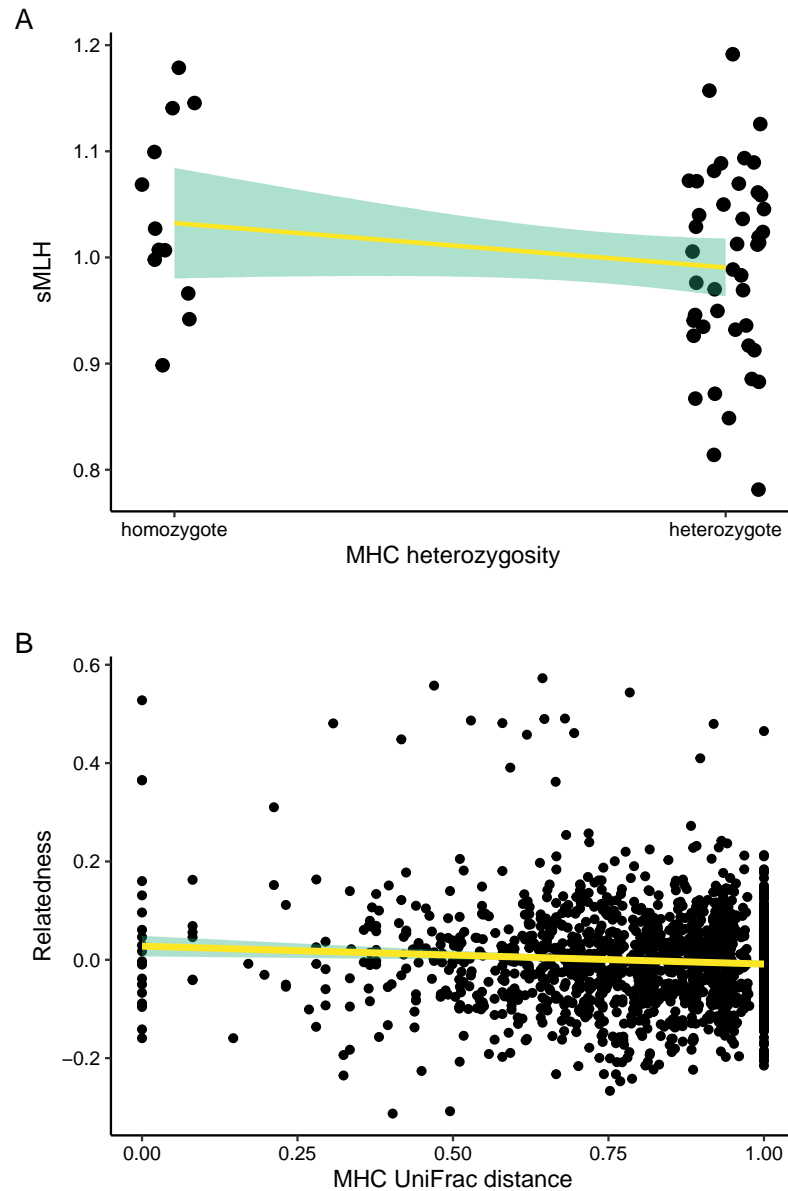 A
1.2
1.1
1.0
0.9
0.8
sMLH
homozygote heterozygote
MHC heterozygosity
B
0.6
0.4
0.2
0.0
−0.2
Relatedness
0.00 0.25 0.50 0.75 1.00
MHC UniFrac distance